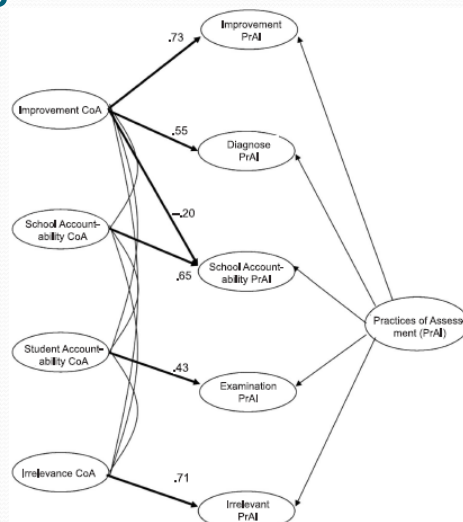 Improvement
PrAI
.73
Improvement CoA
.55
Diagnose
PrAI
–.20
School Account-
ability CoA
School Account-
ability PrAI
.65
Practices of Assess-
ment (PrAI)
Student Account-
ability CoA
.43
Examination
PrAI
Irrelevance CoA
.71
Irrelevant
PrAI